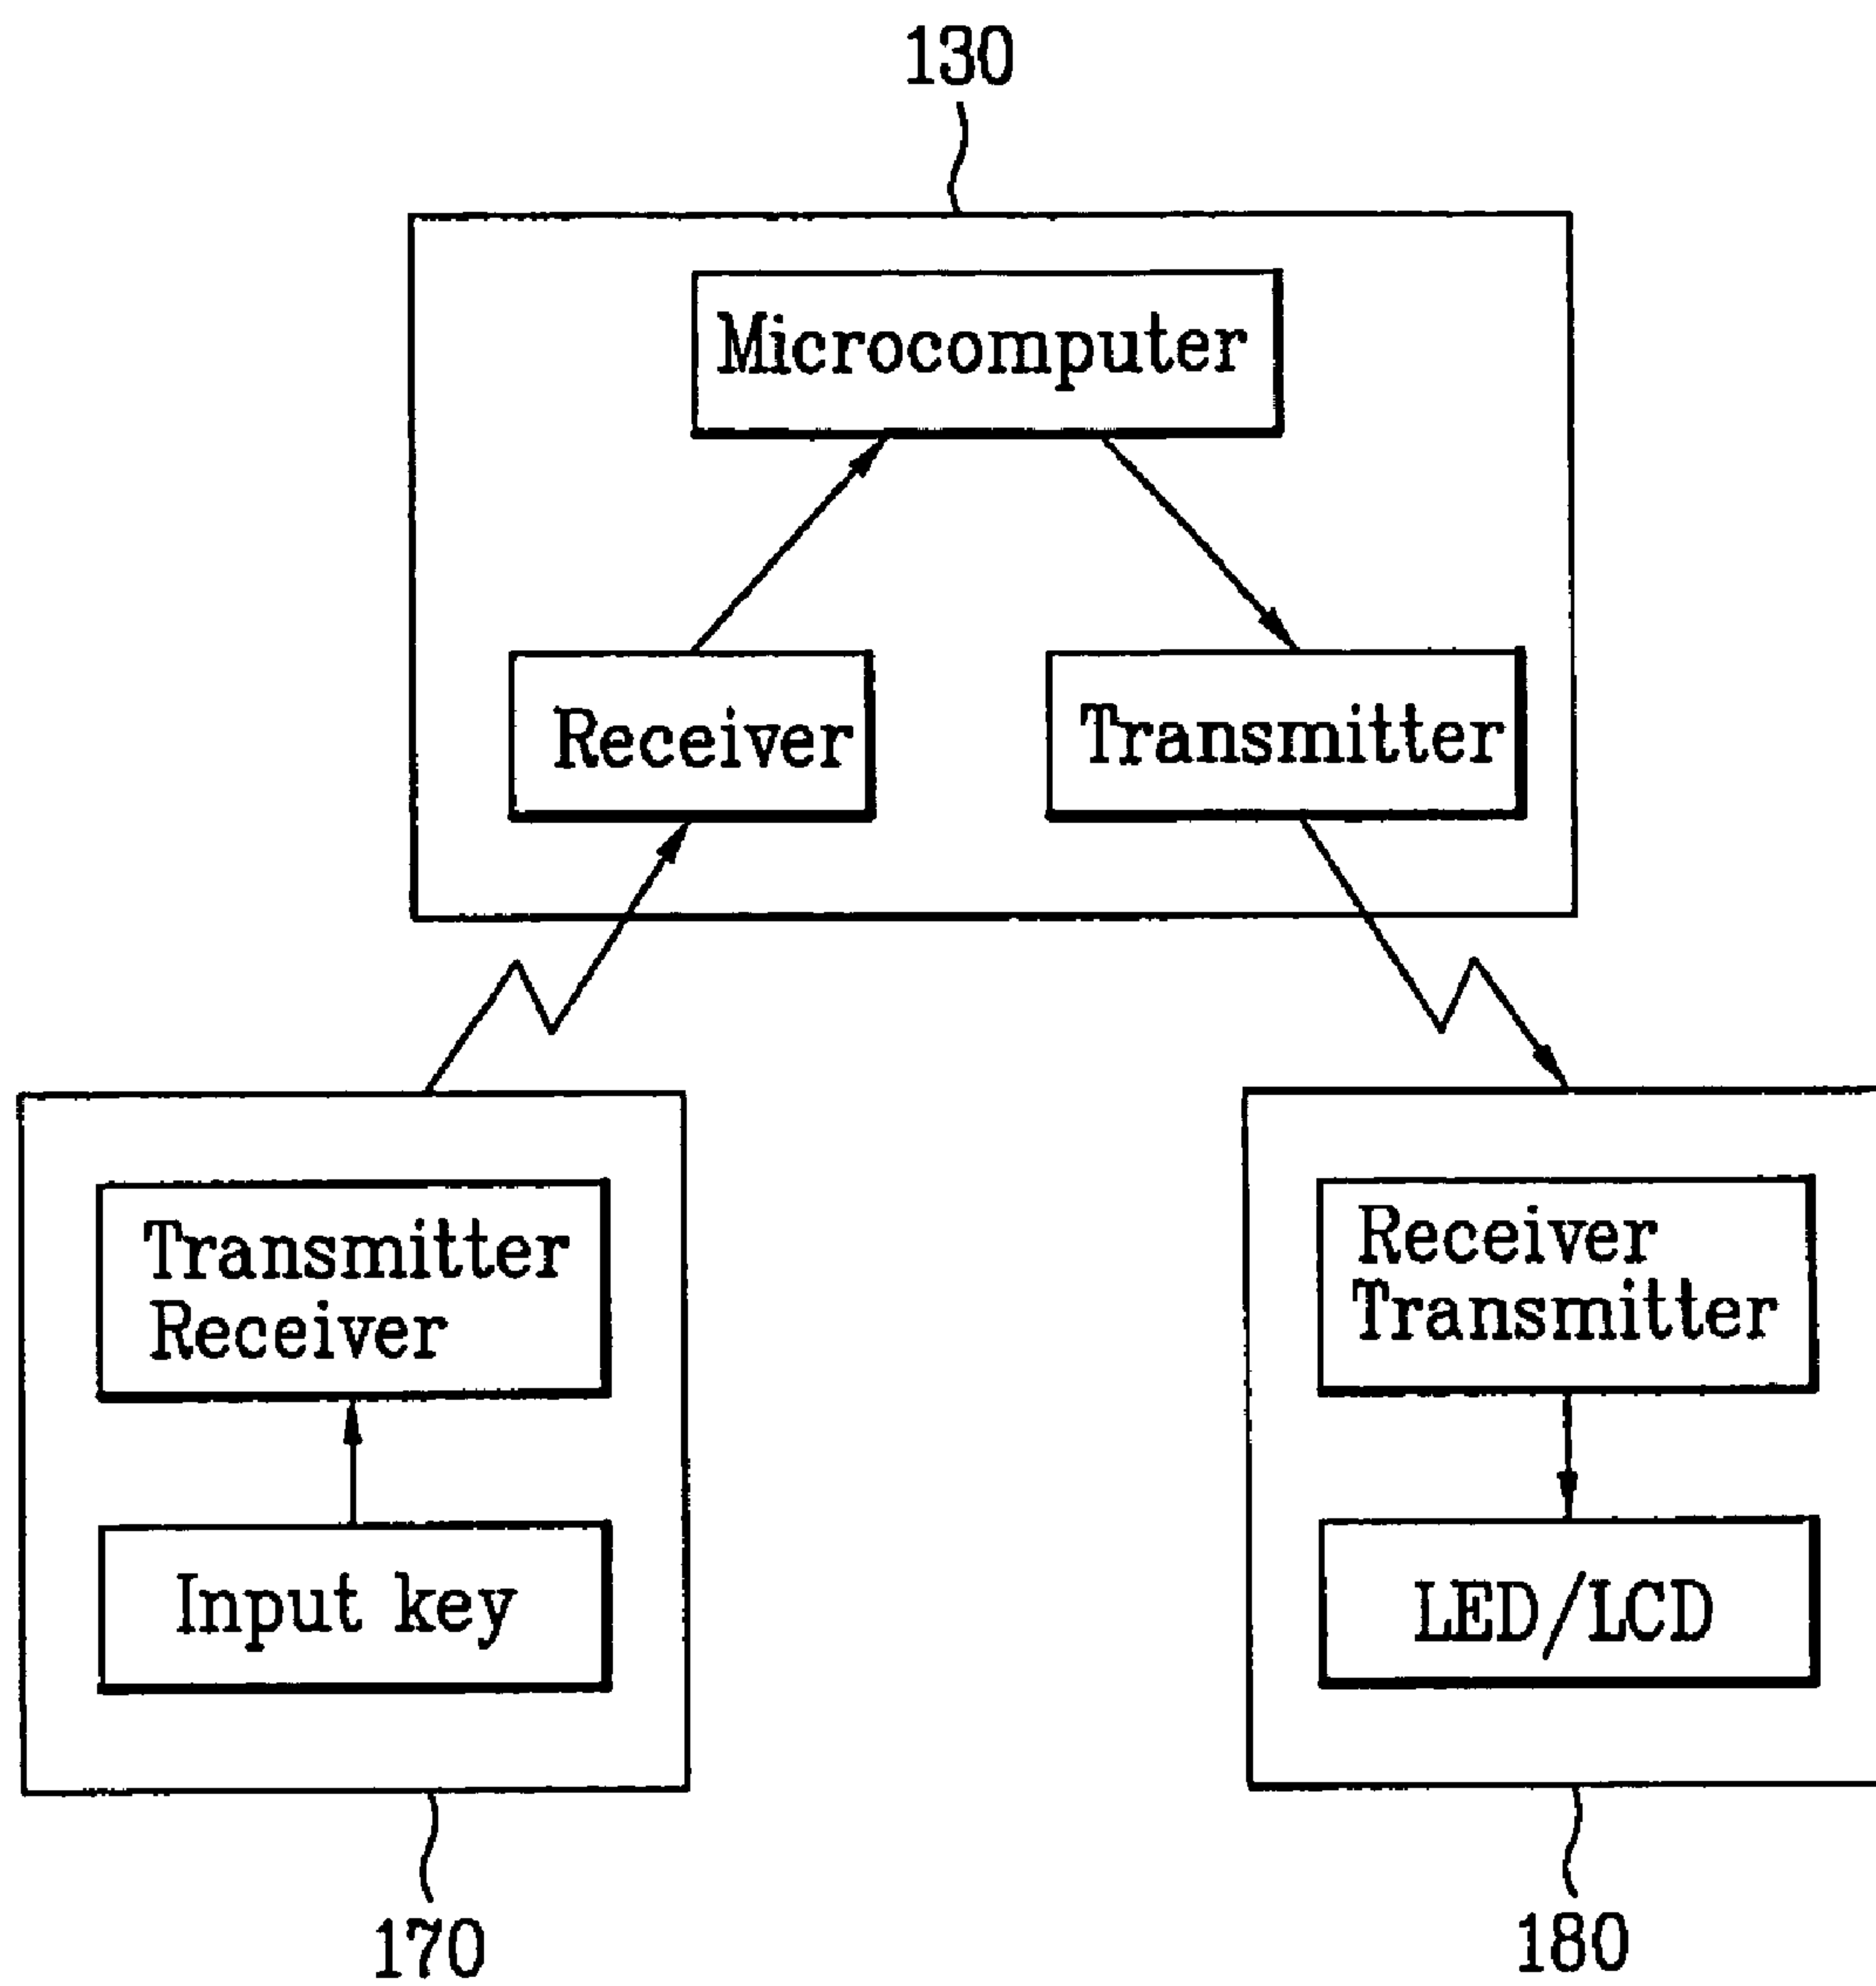 130
Microcomputer
Receiver
Transmitter
Transmitter
Receiver
Input key
Receiver
Transmitter
LED/LCD
170
180